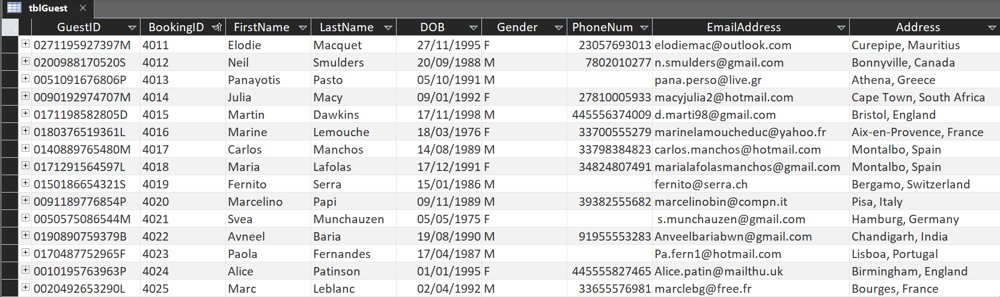 tblGuest
GuestID BookingID FirstName LastName DOB Gender PhoneNum EmailAddress Address
0271195927397M 4011 Elodie Macquet 27/11/1995 F 23057693013 elodiemac@outlook.com Curepipe, Mauritius
0200988170520S 4012 Neil Smulders 20/09/1988 M 7802010277 n.smulders@gmail.com Bonnyville, Canada
0051091676806P 4013 Panayotis Pasto 05/10/1991 M pana.perso@live.gr Athena, Greece
0090192974707M 4014 Julia Macy 09/01/1992 F 27810005933 macyjulia2@hotmail.com Cape Town, South Africa
0171198582805D 4015 Martin Dawkins 17/11/1998 M 445556374009 d.marti98@gmail.com Bristol, England
0180376519361L 4016 Marine Lemouche 18/03/1976 F 33700555279 marinelamoucheduc@yahoo.fr Aix-en-Provence, France
0140889765480M 4017 Carlos Manchos 14/08/1989 M 33798384823 carlos.manchos@hotmail.com Montalbo, Spain
0171291564597L 4018 Maria Lafolas 17/12/1991 F 34824807491 marialafolasmanchos@gmail.com Montalbo, Spain
0150186654321S 4019 Fernito Serra 15/01/1986 M fernito@serra.ch Bergamo, Switzerland
0091189776854P 4020 Marcelino Papi 09/11/1989 M 39382555682 marcelinobin@compn.it Pisa, Italy
0050575086544M 4021 Svea Munchauzen 05/05/1975 F s.munchauzen@gmail.com Hamburg, Germany
0190890759379B 4022 Avneel Baria 19/08/1990 M 91955553283 Anveelbariabwn@gmail.com Chandigarh, India
0170487752965F 4023 Paola Fernandes 17/04/1987 M Pa.fern1@hotmail.com Lisboa, Portugal
0010195763963P 4024 Alice Patinson 01/01/1995 F 445555827465 Alice.patin@mailthu.uk Birmingham, England
0020492653290L 4025 Marc Leblanc 02/04/1992 M 33655576981 marclebg@free.fr Bourges, France